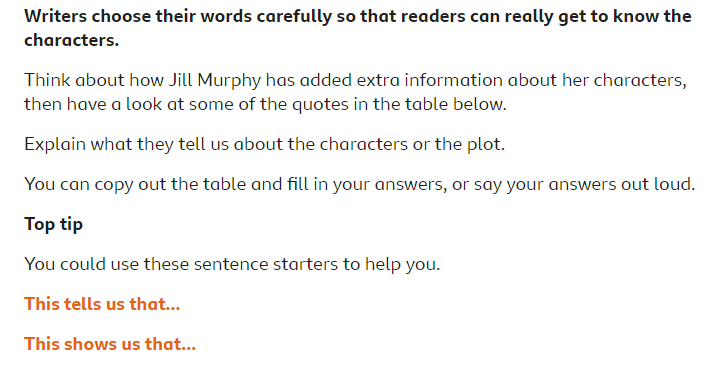 Writers choose their words carefully so that readers can really get to know the
characters.
Think about how Jill Murphy has added extra information about her characters,
then have a look at some of the quotes in the table below.
Explain what they tell us about the characters or the plot.
You can copy out the table and fill in your answers, or say your answers out loud.
Top tip
You could use these sentence starters to help you.
This tells us that...
This shows us that...